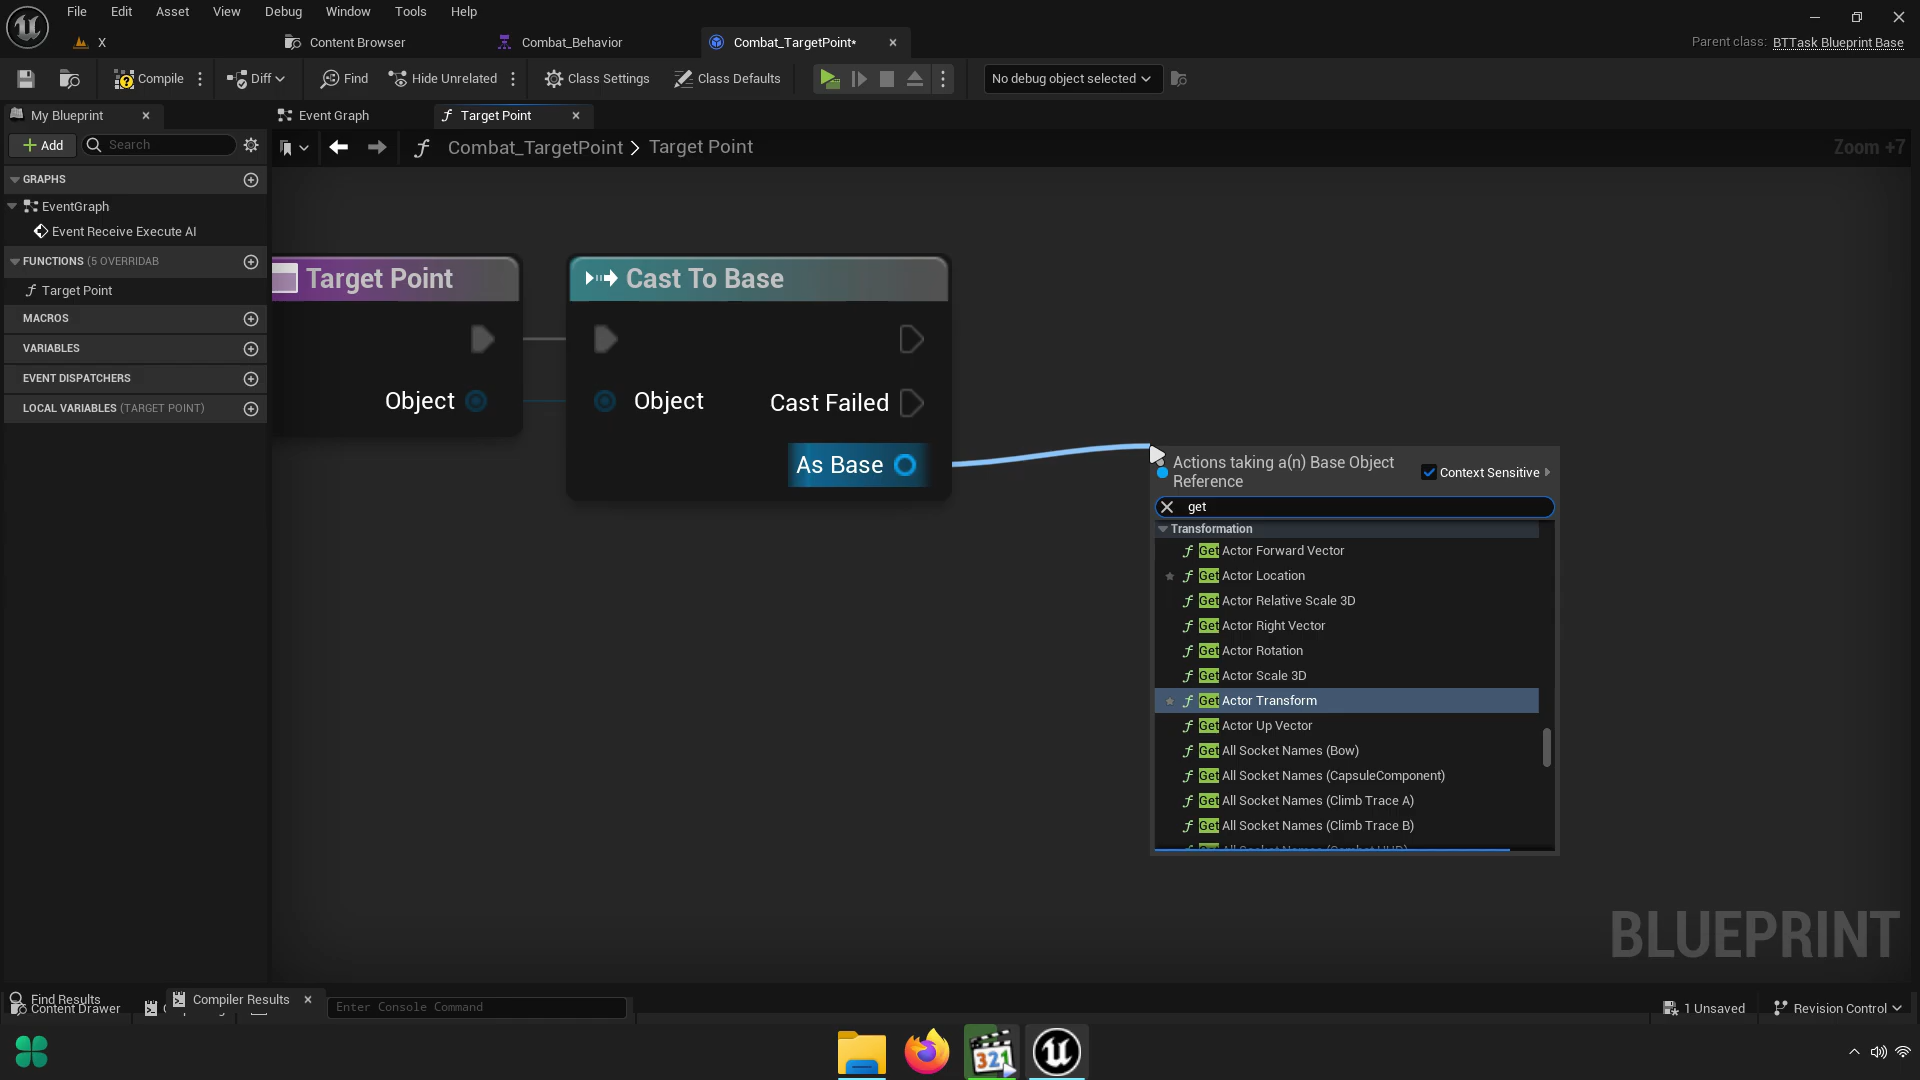 File Edit Asset View Debug Window Tools Help
X
Content Browser
Combat_Behavior
Combat_TargetPoint*
Parent class: BTTask Blueprint Base
Compile
Diff
Find
Hide Unrelated
Class Settings
Class Defaults
No debug object selected
My Blueprint
Event Graph
Target Point
Add
Search
Combat_TargetPoint > Target Point
Zoom +7
GRAPHS
EventGraph
Event Receive Execute AI
FUNCTIONS (5 OVERRIDAB
Target Point
MACROS
VARIABLES
EVENT DISPATCHERS
LOCAL VARIABLES (TARGET POINT)
Target Point
Object
Cast To Base
Object
Cast Failed
As Base
Actions taking a(n) Base Object
Reference
Context Sensitive
get
Transformation
Get Actor Forward Vector
Get Actor Location
Get Actor Relative Scale 3D
Get Actor Right Vector
Get Actor Rotation
Get Actor Scale 3D
Get Actor Transform
Get Actor Up Vector
Get All Socket Names (Bow)
Get All Socket Names (CapsuleComponent)
Get All Socket Names (Climb Trace A)
Get All Socket Names (Climb Trace B)
BLUEPRINT
Find Results
Compiler Results
Content Drawer
Enter Console Command
1 Unsaved
Revision Control
321